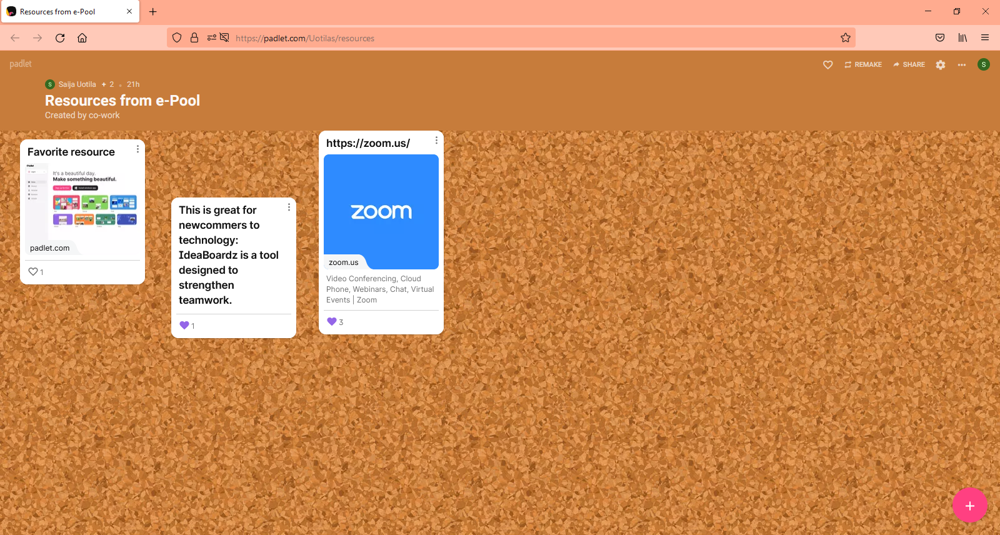 Resources from e-Pool
https://padlet.com/Uotilas/resources
padlet
REMAKE
SHARE
S
S Saija Uotila + 2 21h
Resources from e-Pool
Created by co-work
Favorite resource
It's a beautiful day.
Make something beautiful.
padlet.com
1
This is great for
newcommers to
technology:
IdeaBoardz is a tool
designed to
strengthen
teamwork.
1
https://zoom.us/
zoom
zoom.us
Video Conferencing, Cloud
Phone, Webinars, Chat, Virtual
Events | Zoom
3